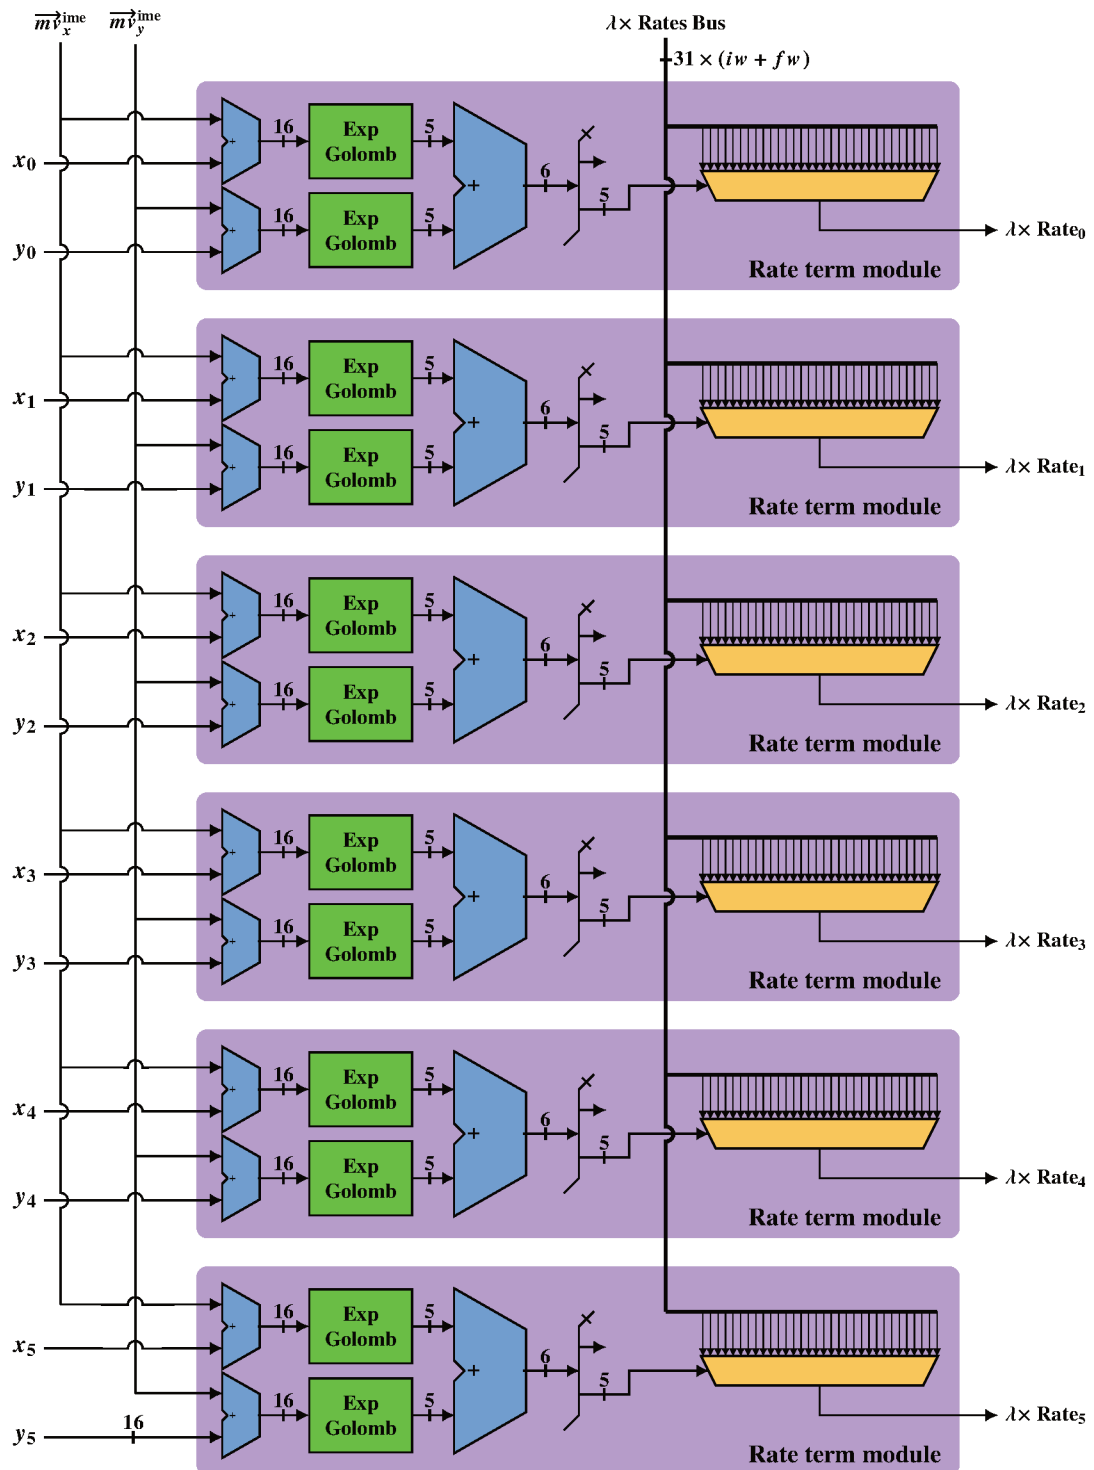 m⃗v_x^ime m⃗v_y^ime λ× Rates Bus
31 × (iw + fw)
16 Exp Golomb 5
x₀ + 6
+ 5
16 Exp Golomb 5
y₀ + λ× Rate₀
Rate term module
16 Exp Golomb 5
x₁ + 6
+ 5
16 Exp Golomb 5
y₁ + λ× Rate₁
Rate term module
16 Exp Golomb 5
x₂ + 6
+ 5
16 Exp Golomb 5
y₂ + λ× Rate₂
Rate term module
16 Exp Golomb 5
x₃ + 6
+ 5
16 Exp Golomb 5
y₃ + λ× Rate₃
Rate term module
16 Exp Golomb 5
x₄ + 6
+ 5
16 Exp Golomb 5
y₄ + λ× Rate₄
Rate term module
16 Exp Golomb 5
x₅ + 6
+ 5
16 Exp Golomb 5
y₅ 16 + λ× Rate₅
Rate term module